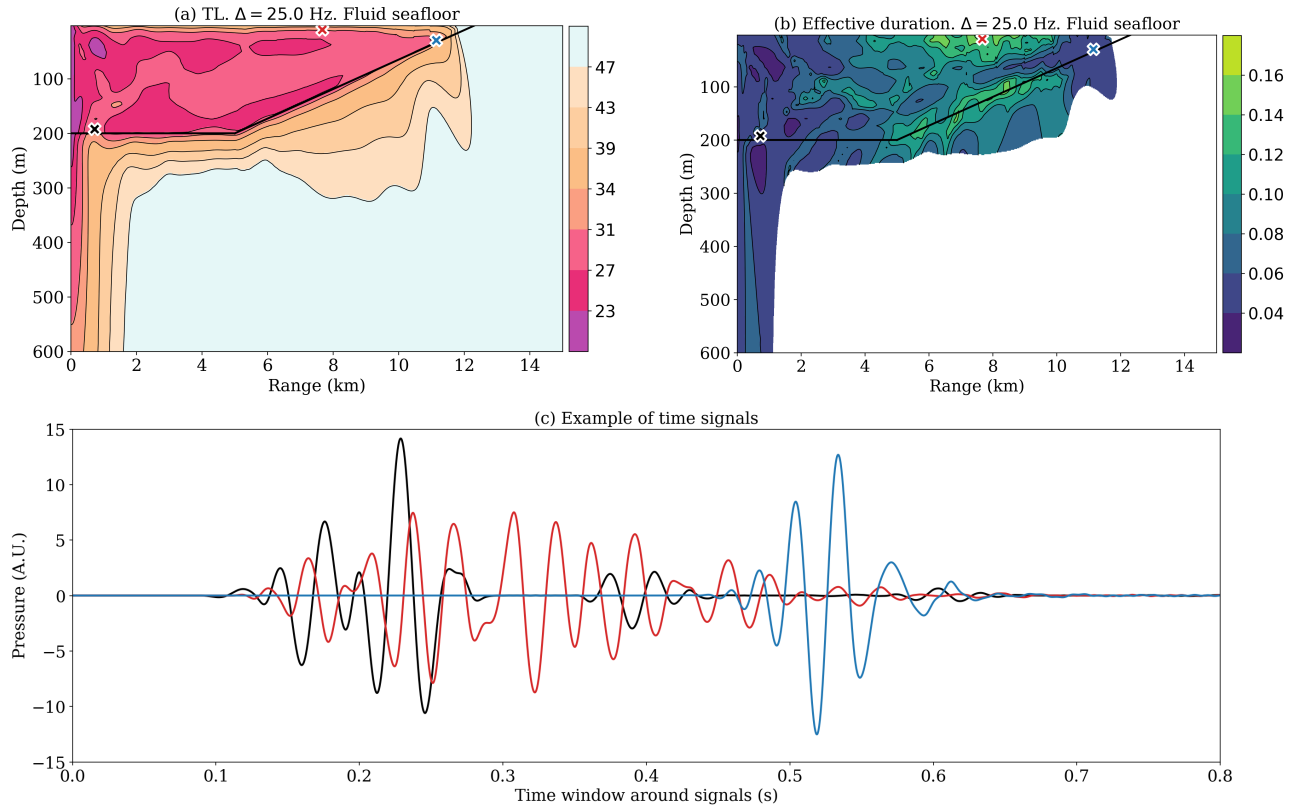 (a) TL. Δ = 25.0 Hz. Fluid seafloor
100
200
300
400
500
600
Depth (m)
0 2 4 6 8 10 12 14
Range (km)
47
43
39
34
31
27
23
(b) Effective duration. Δ = 25.0 Hz. Fluid seafloor
100
200
300
400
500
600
Depth (m)
0 2 4 6 8 10 12 14
Range (km)
0.16
0.14
0.12
0.10
0.08
0.06
0.04
(c) Example of time signals
15
10
5
0
−5
−10
−15
Pressure (A.U.)
0.0 0.1 0.2 0.3 0.4 0.5 0.6 0.7 0.8
Time window around signals (s)